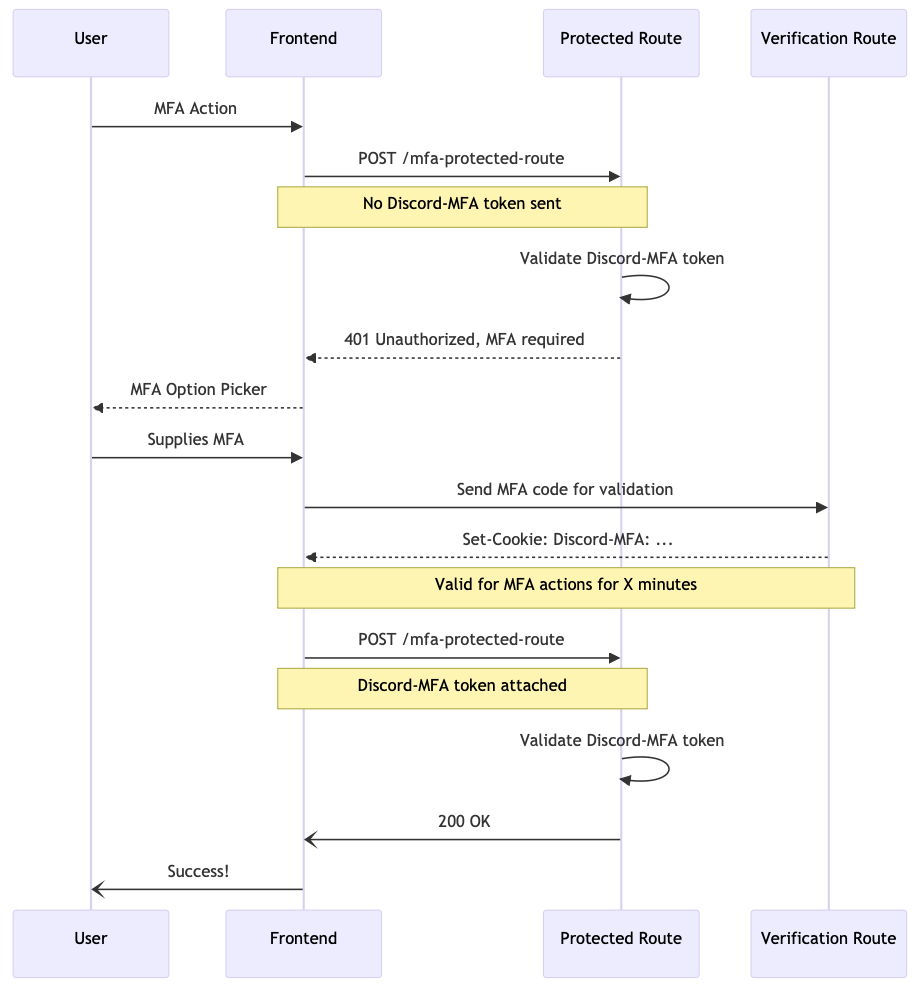 User
Frontend
Protected Route
Verification Route
MFA Action
POST /mfa-protected-route
No Discord-MFA token sent
Validate Discord-MFA token
401 Unauthorized, MFA required
MFA Option Picker
Supplies MFA
Send MFA code for validation
Set-Cookie: Discord-MFA: ...
Valid for MFA actions for X minutes
POST /mfa-protected-route
Discord-MFA token attached
Validate Discord-MFA token
200 OK
Success!
User
Frontend
Protected Route
Verification Route